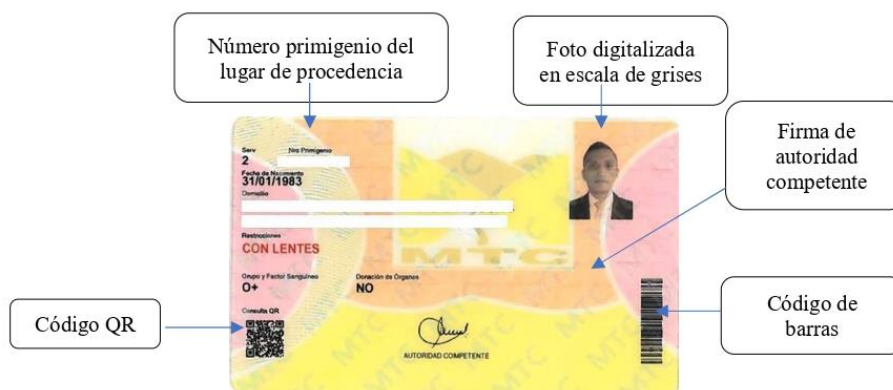 Número primigenio del
lugar de procedencia
Foto digitalizada
en escala de grises
Firma de
autoridad
competente
Serv
Nro Primigenio
2
Fecha de Nacimiento
31/01/1983
Domicilio
Restricciones
CON LENTES
MTC
Grupo y Factor Sanguíneo
Donación de Órganos
O+
NO
Consulta QR
Código QR
AUTORIDAD COMPETENTE
Código de
barras